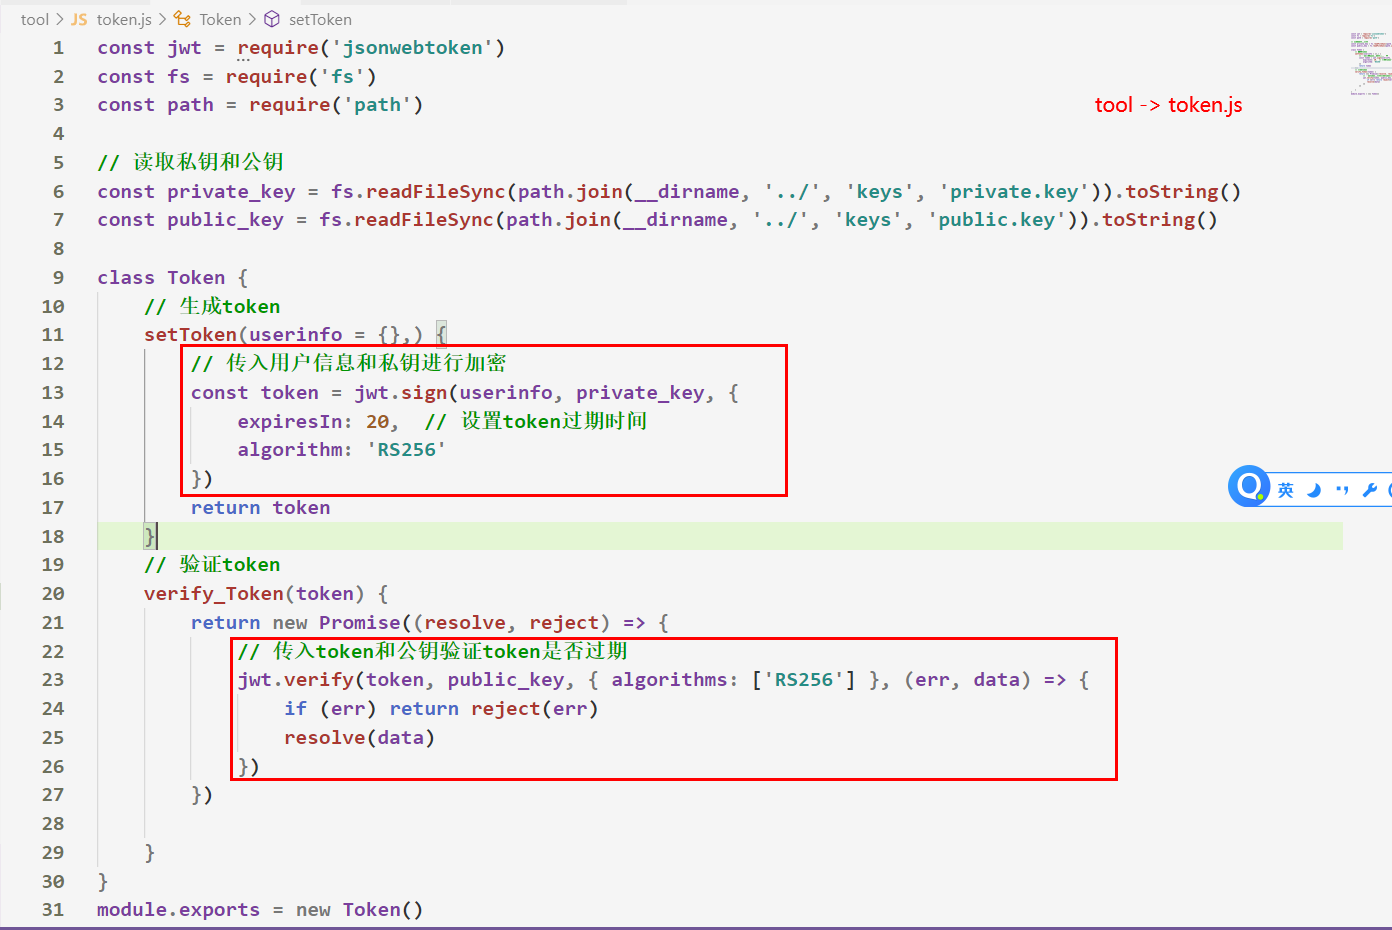 tool > JS token.js > Token > setToken
1 const jwt = require('jsonwebtoken')
2 const fs = require('fs')
3 const path = require('path')
tool -> token.js
4
5 // 读取私钥和公钥
6 const private_key = fs.readFileSync(path.join(__dirname, '../', 'keys', 'private.key')).toString()
7 const public_key = fs.readFileSync(path.join(__dirname, '../', 'keys', 'public.key')).toString()
8
9 class Token {
10     // 生成token
11     setToken(userinfo = {},) {
12         // 传入用户信息和私钥进行加密
13         const token = jwt.sign(userinfo, private_key, {
14             expiresIn: 20,  // 设置token过期时间
15             algorithm: 'RS256'
16         })
英
17         return token
18     }
19     // 验证token
20     verify_Token(token) {
21         return new Promise((resolve, reject) => {
22             // 传入token和公钥验证token是否过期
23             jwt.verify(token, public_key, { algorithms: ['RS256'] }, (err, data) => {
24                 if (err) return reject(err)
25                 resolve(data)
26             })
27         })
28
29     }
30 }
31 module.exports = new Token()